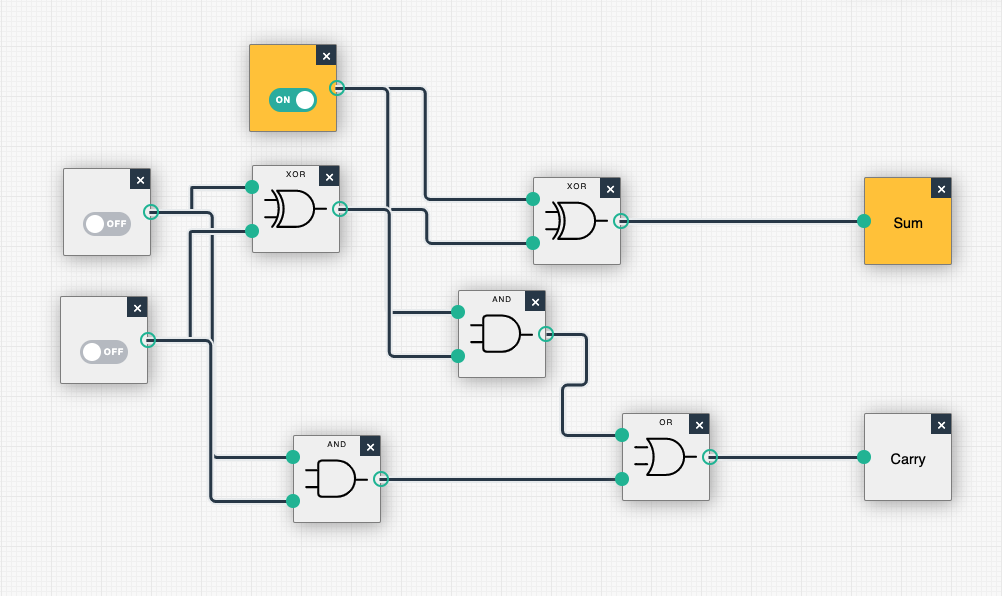 ON
XOR
OFF
XOR
Sum
OFF
AND
AND
OR
Carry